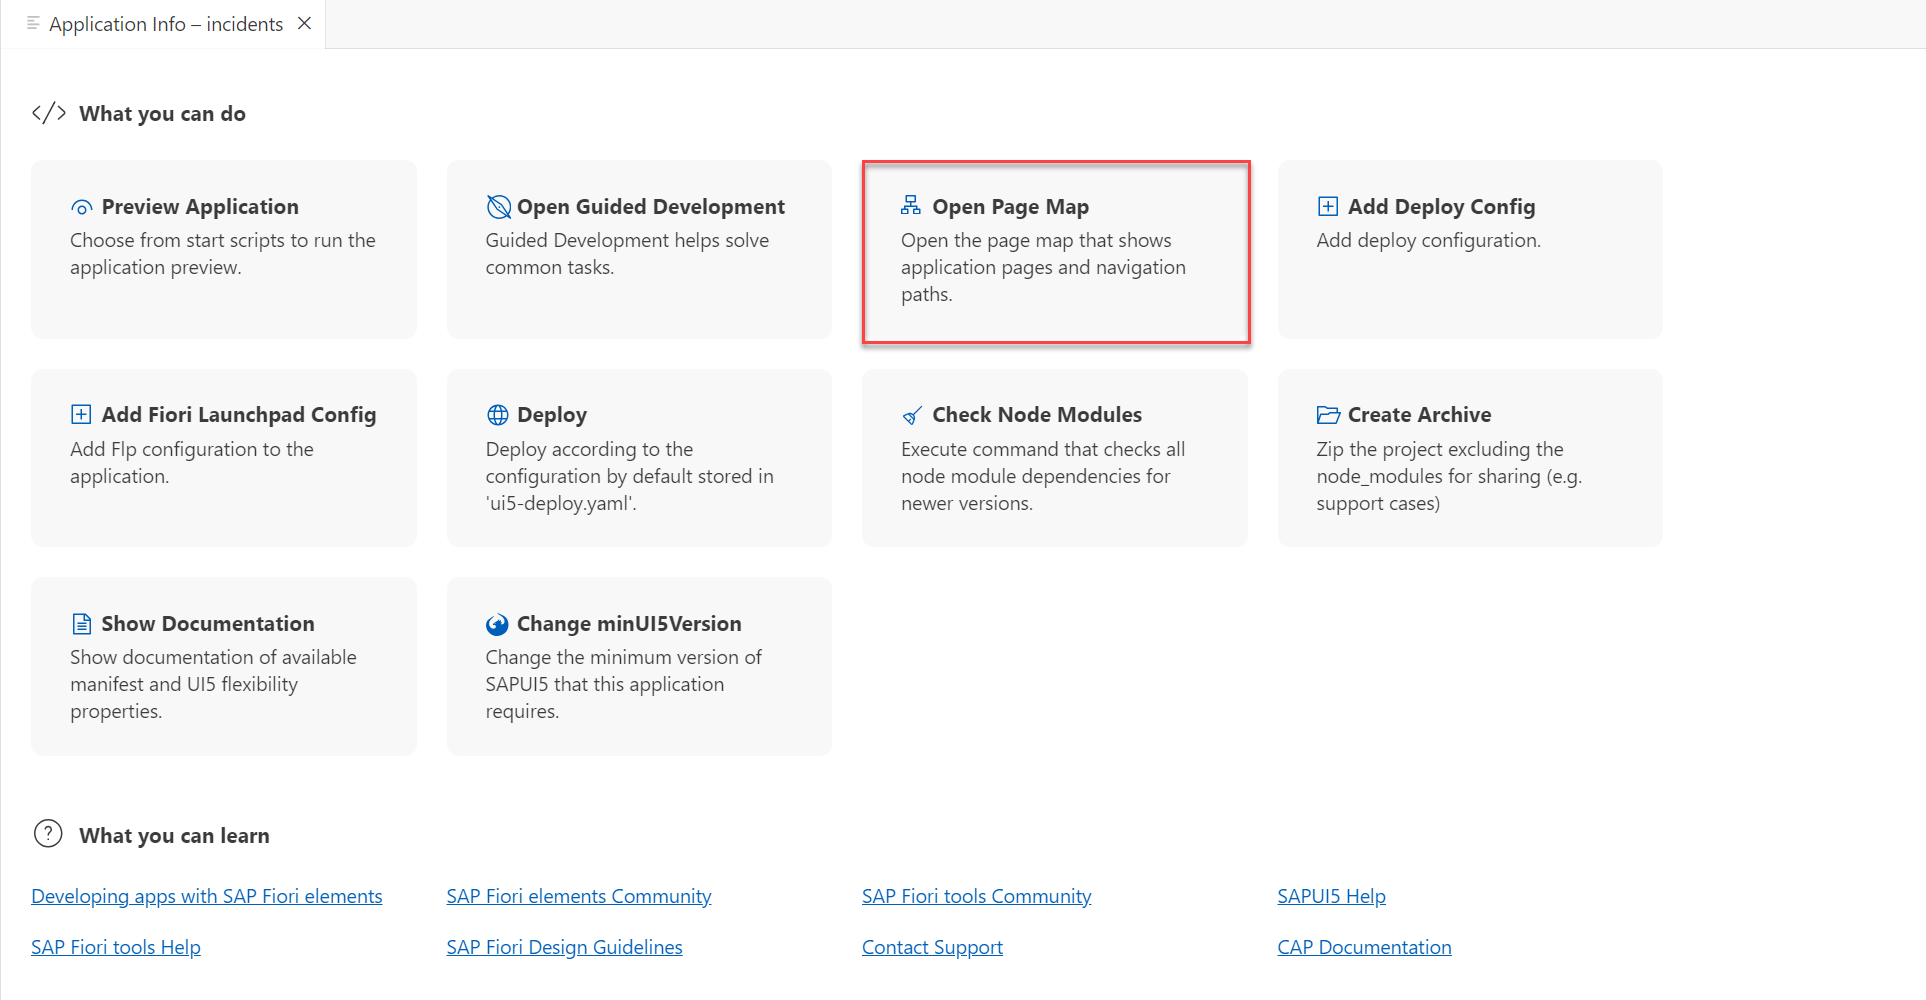 Application Info – incidents
What you can do
Preview Application
Choose from start scripts to run the
application preview.
Open Guided Development
Guided Development helps solve
common tasks.
Open Page Map
Open the page map that shows
application pages and navigation
paths.
Add Deploy Config
Add deploy configuration.
Add Fiori Launchpad Config
Add Flp configuration to the
application.
Deploy
Deploy according to the
configuration by default stored in
'ui5-deploy.yaml'.
Check Node Modules
Execute command that checks all
node module dependencies for
newer versions.
Create Archive
Zip the project excluding the
node_modules for sharing (e.g.
support cases)
Show Documentation
Show documentation of available
manifest and UI5 flexibility
properties.
Change minUI5Version
Change the minimum version of
SAPUI5 that this application
requires.
What you can learn
Developing apps with SAP Fiori elements
SAP Fiori elements Community
SAP Fiori tools Community
SAPUI5 Help
SAP Fiori tools Help
SAP Fiori Design Guidelines
Contact Support
CAP Documentation